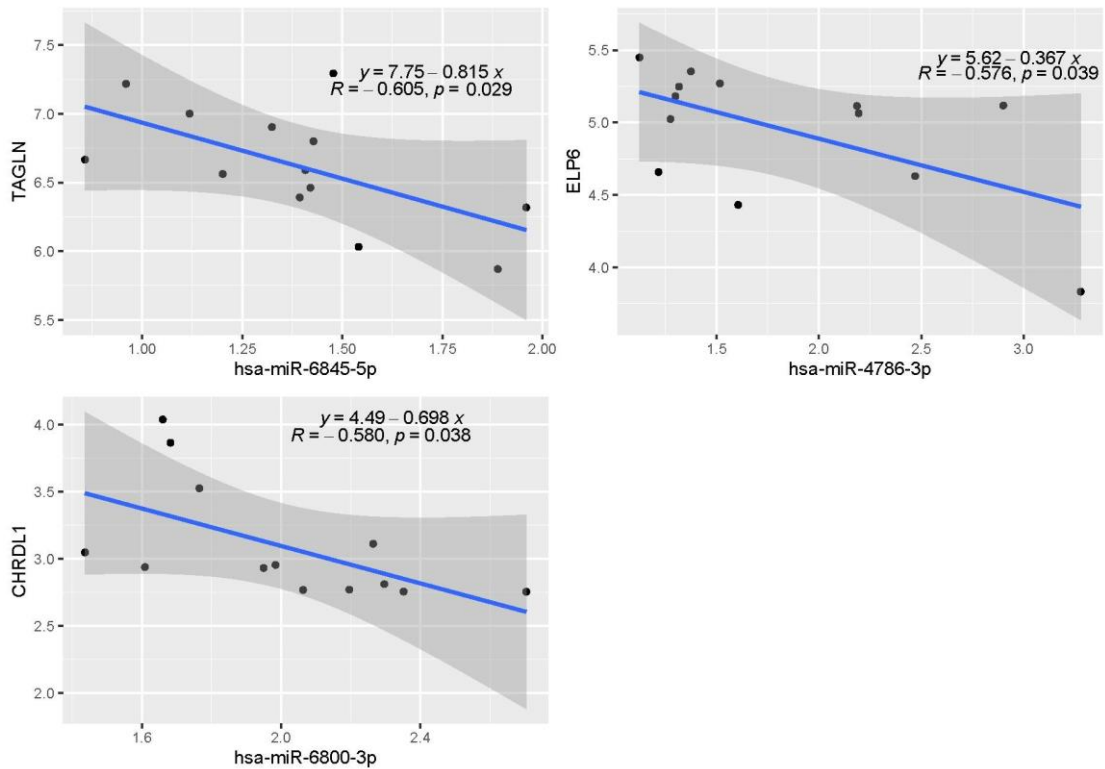 y = 7.75 − 0.815 x
R = − 0.605, p = 0.029
7.5
7.0
6.5
6.0
5.5
TAGLN
1.00 1.25 1.50 1.75 2.00
hsa-miR-6845-5p
y = 5.62 − 0.367 x
R = − 0.576, p = 0.039
5.5
5.0
4.5
4.0
ELP6
1.5 2.0 2.5 3.0
hsa-miR-4786-3p
y = 4.49 − 0.698 x
R = − 0.580, p = 0.038
4.0
3.5
3.0
2.5
2.0
CHRDL1
1.6 2.0 2.4
hsa-miR-6800-3p